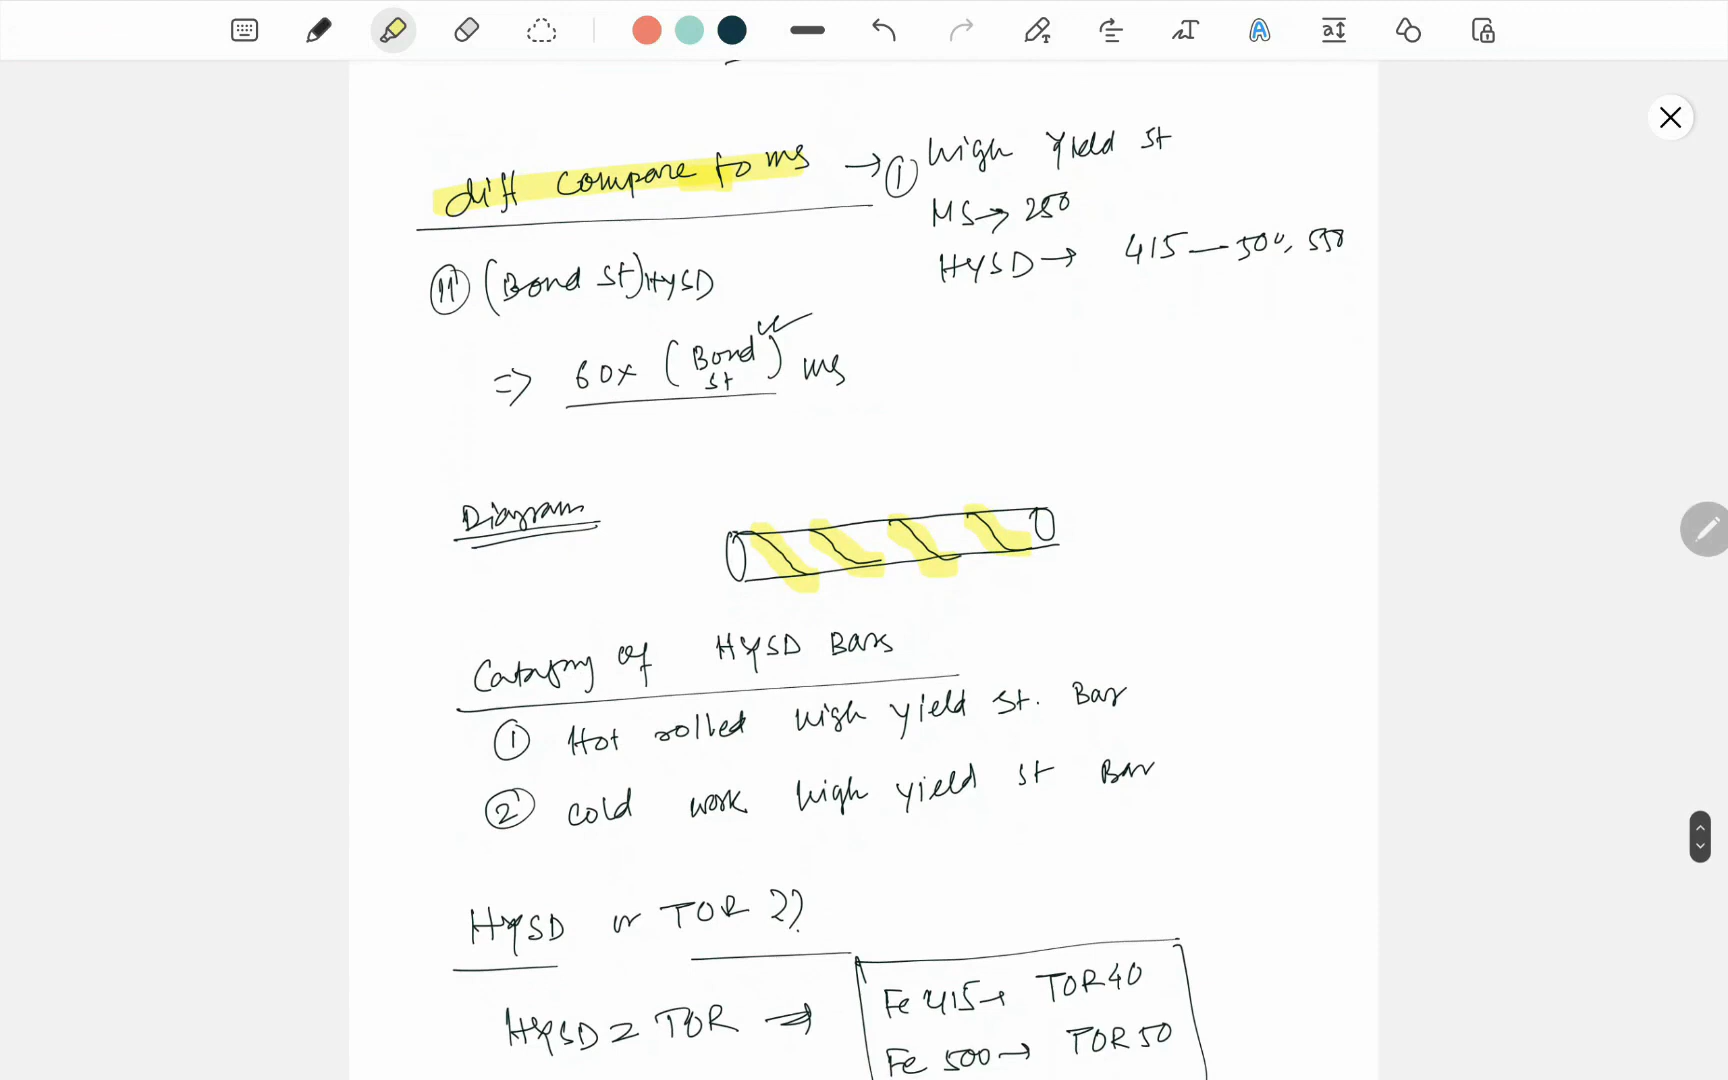 diff compare to ms → ① high yield st
MS → 250
HYSD → 415 — 500, 550
② (Bond st) HYSD
⇒ 60x (Bond st) ms
Diagram
Category of HYSD Bars
① Hot rolled high yield st. Bar
② cold work high yield st Bar
HYSD or TOR ??
HYSD = TOR ⇒
Fe 415 → TOR 40
Fe 500 → TOR 50